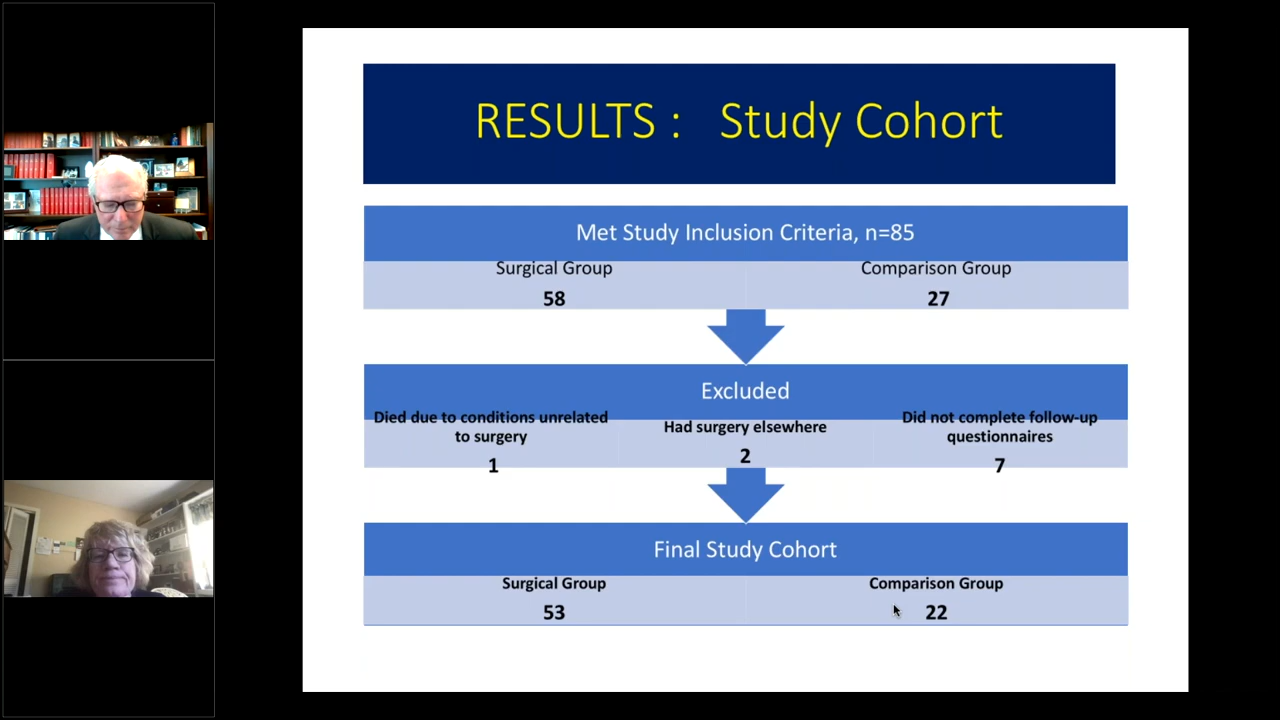 RESULTS : Study Cohort
Met Study Inclusion Criteria, n=85
Surgical Group
58
Comparison Group
27
Excluded
Died due to conditions unrelated
to surgery
1
Had surgery elsewhere
2
Did not complete follow-up
questionnaires
7
Final Study Cohort
Surgical Group
53
Comparison Group
22